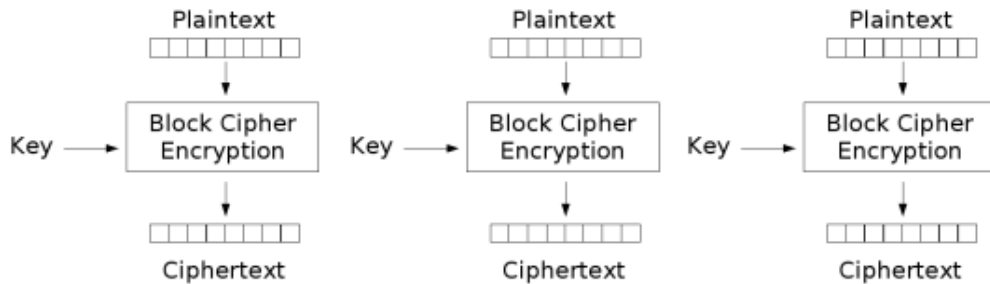 Plaintext Plaintext Plaintext
Key Block Cipher Encryption Key Block Cipher Encryption Key Block Cipher Encryption
Ciphertext Ciphertext Ciphertext